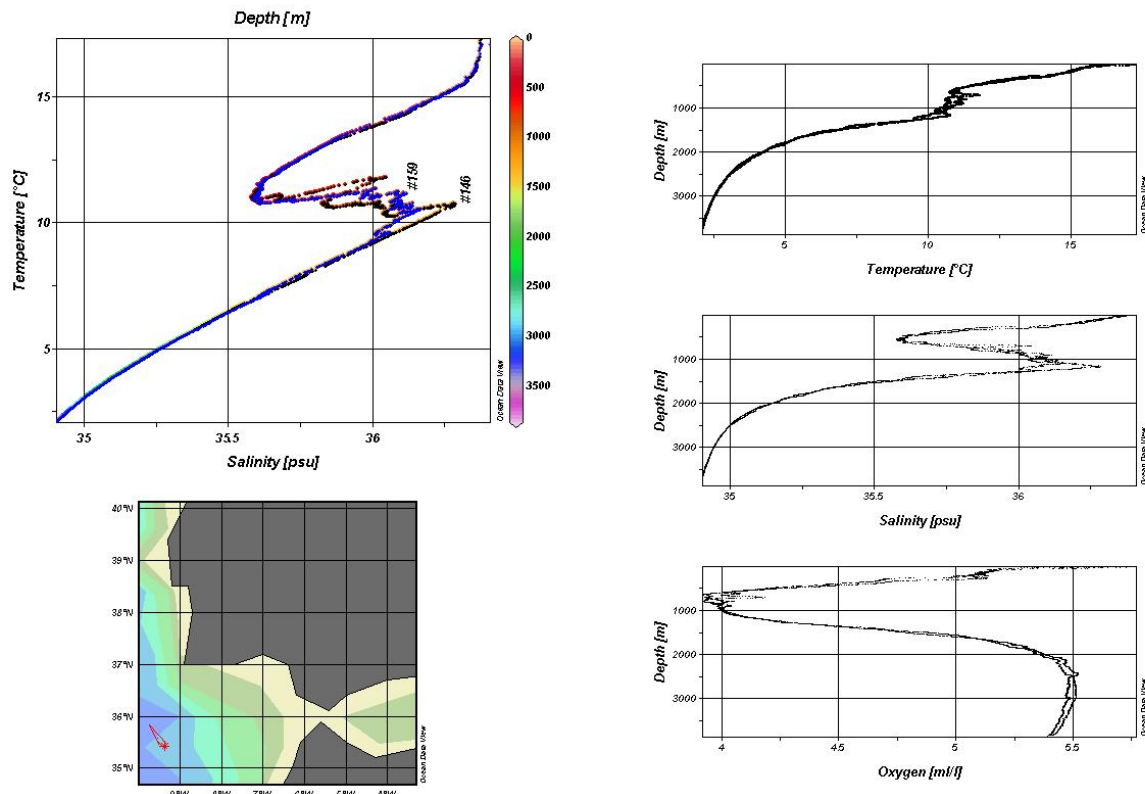 Depth [m]
0
500
1000
1500
2000
2500
3000
3500
15
10
5
Temperature [°C]
#159
#146
35
35.5
36
Salinity [psu]
Ocean Data View
40°N
39°N
38°N
37°N
36°N
35°N
Ocean Data View
1000
2000
3000
Depth [m]
5
10
15
Temperature [°C]
Ocean Data View
1000
2000
3000
Depth [m]
35
35.5
36
Salinity [psu]
Ocean Data View
1000
2000
3000
Depth [m]
4
4.5
5
5.5
Oxygen [ml/l]
Ocean Data View